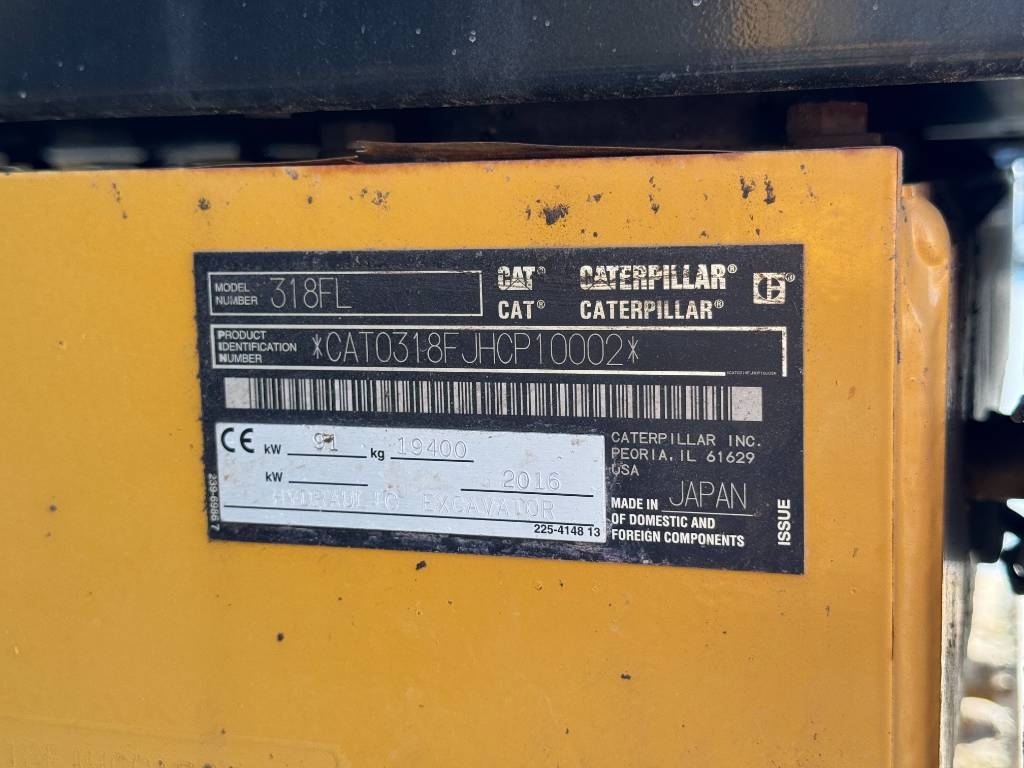 MODEL NUMBER 318FL
CAT® CATERPILLAR® C®
CAT® CATERPILLAR®
PRODUCT IDENTIFICATION NUMBER *CAT0318FJHCP10002*
CE kW 91 kg 19400
kW 2016
HYDRAULIC EXCAVATOR
225-4148 13
239-6986 7
CATERPILLAR INC.
PEORIA, IL 61629
USA
MADE IN JAPAN
OF DOMESTIC AND
FOREIGN COMPONENTS
ISSUE